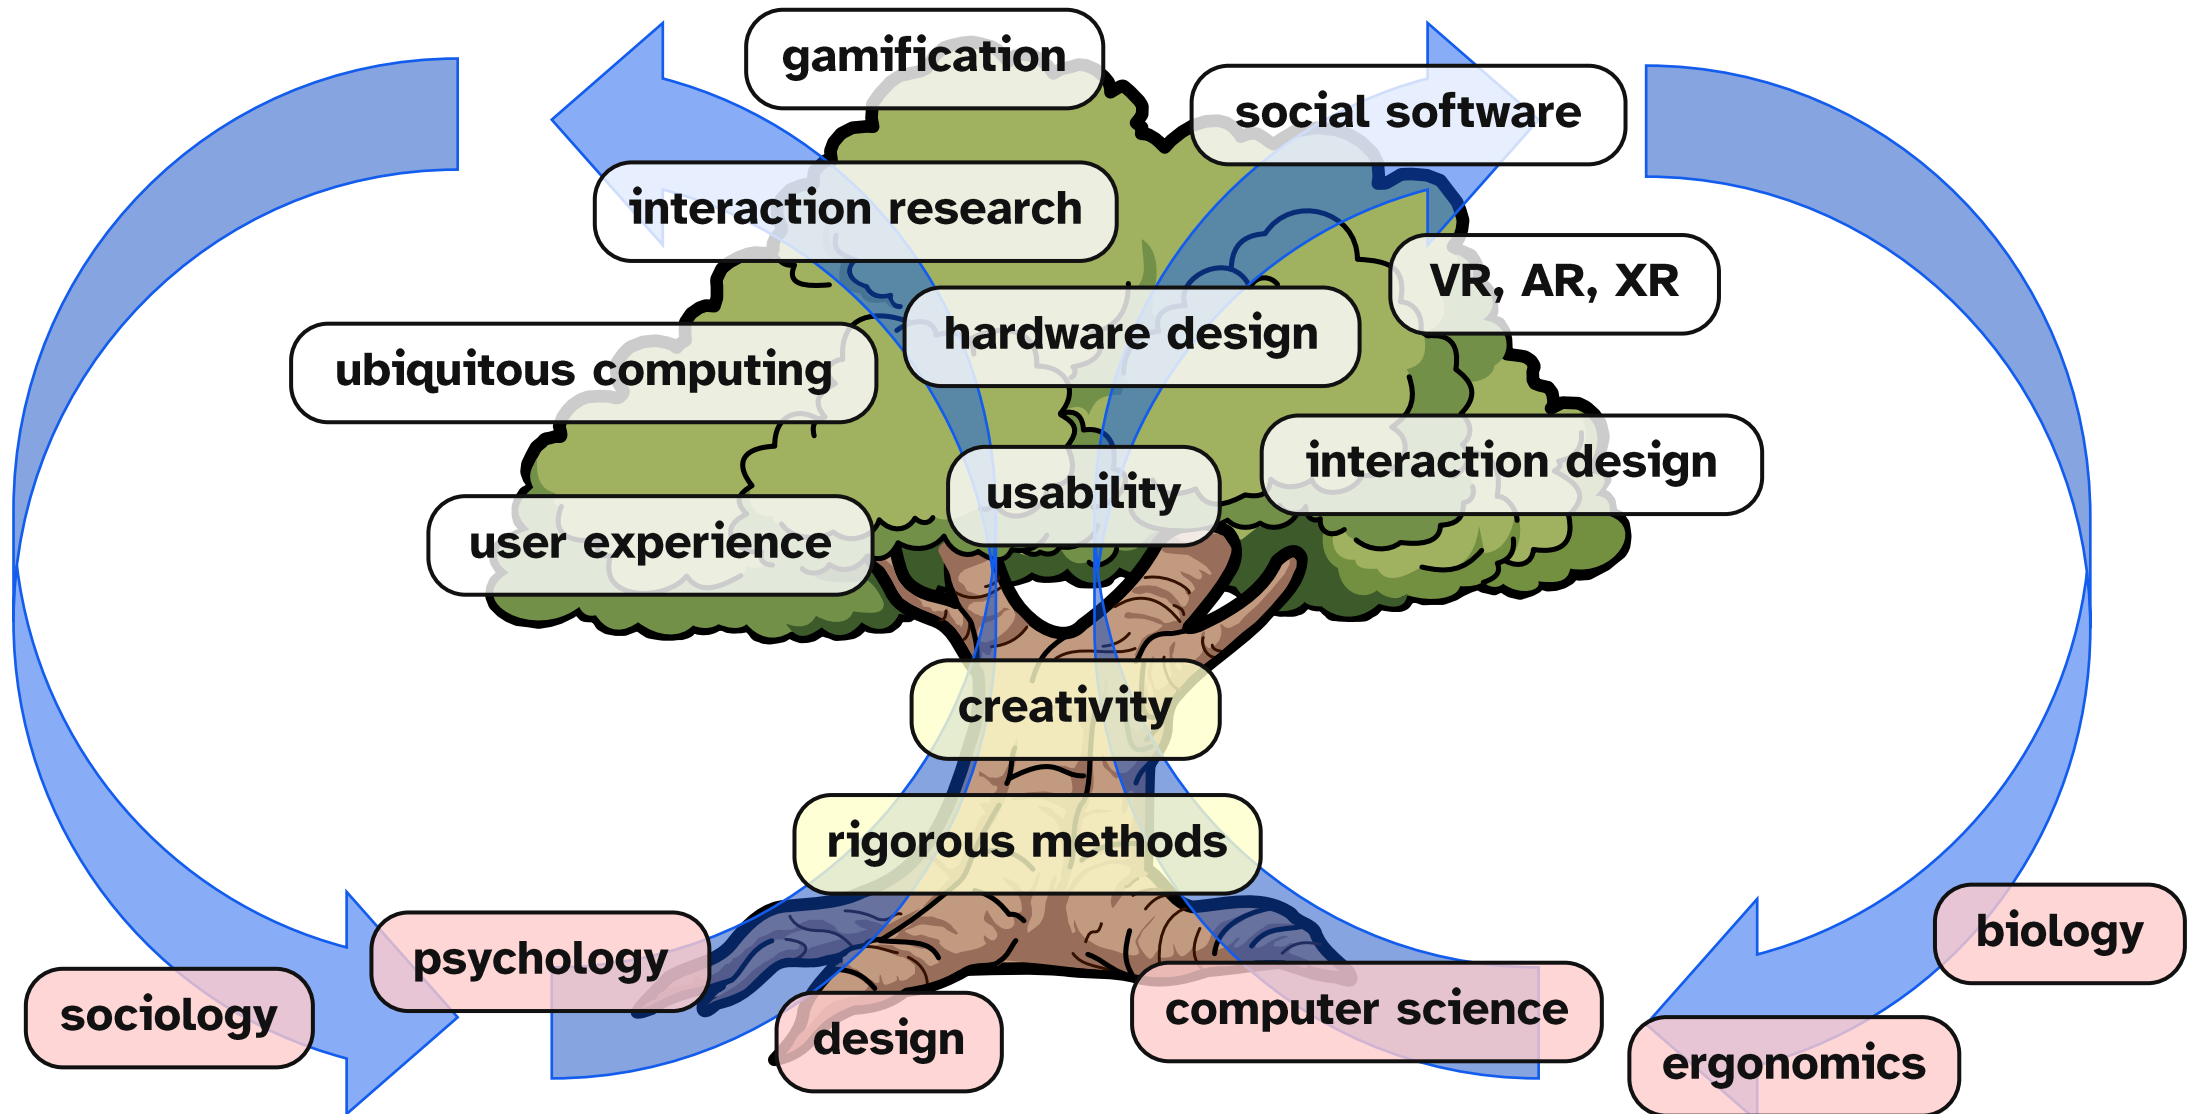 gamification
social software
interaction research
VR, AR, XR
hardware design
ubiquitous computing
interaction design
usability
user experience
creativity
rigorous methods
biology
psychology
sociology
computer science
design
ergonomics